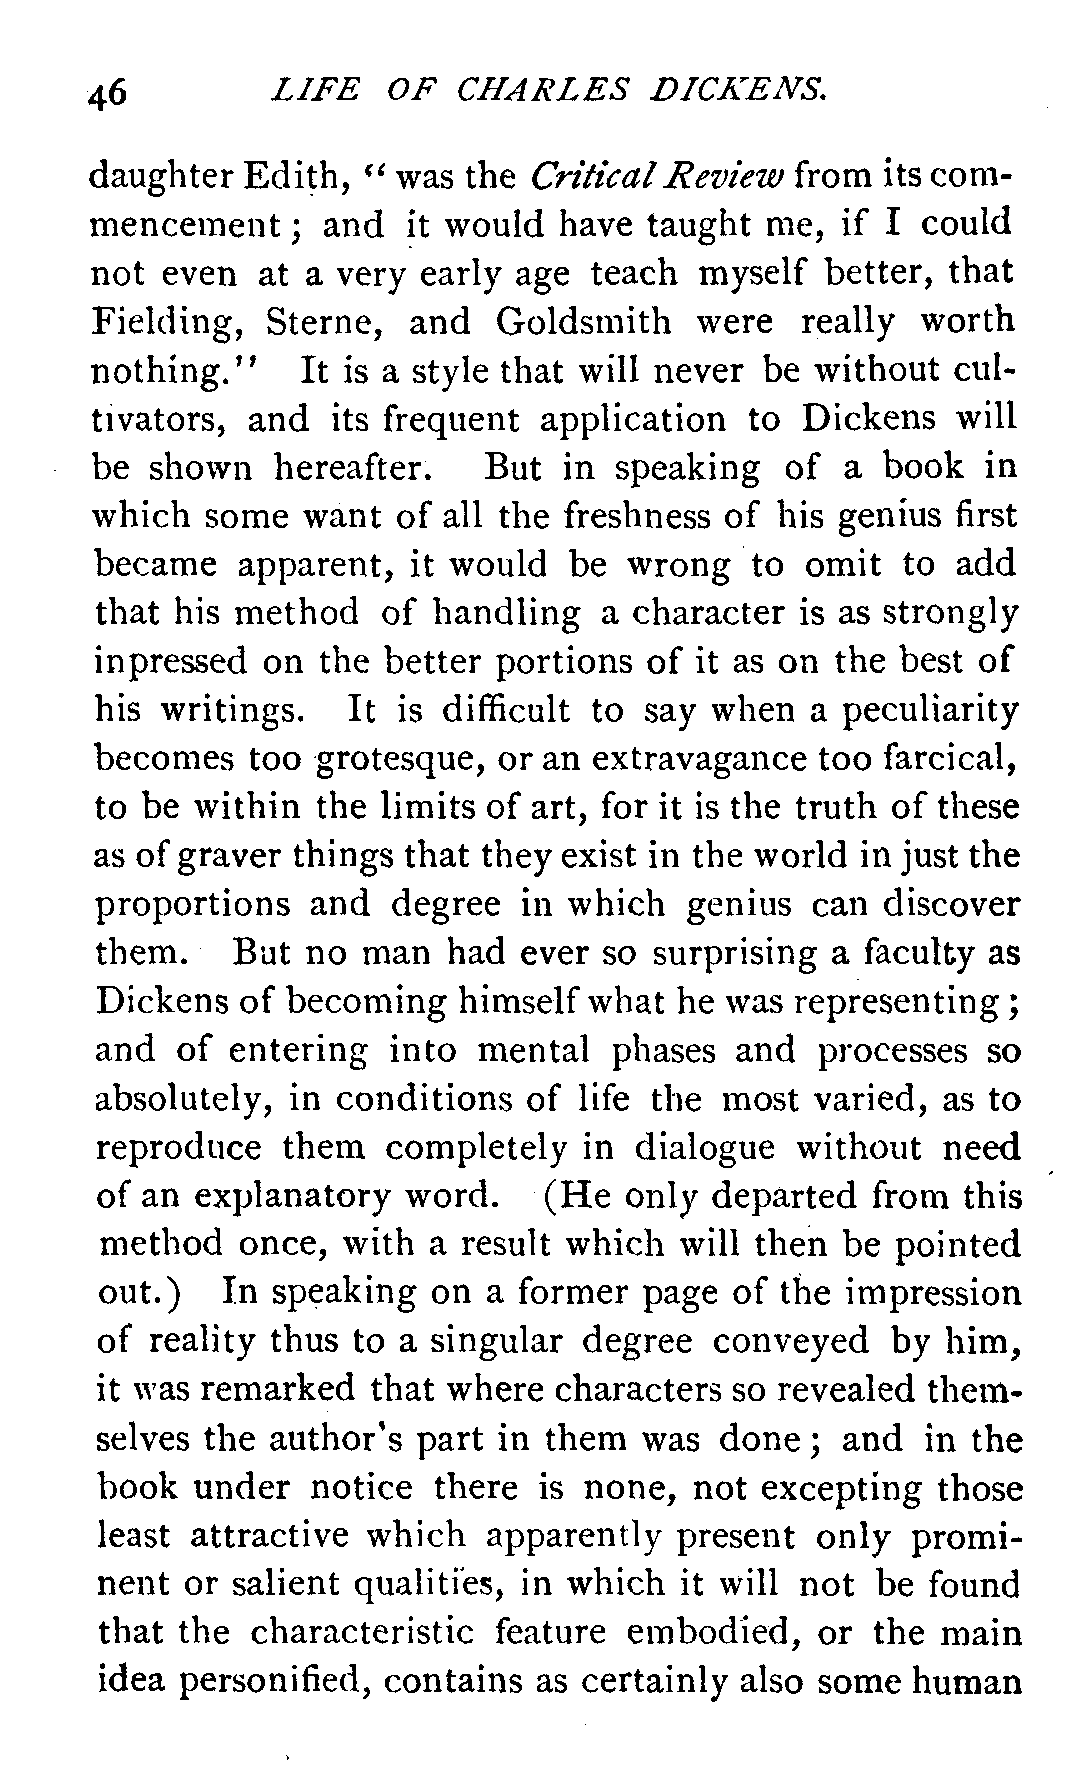 46 LIFE OF CHARLES DICKENS.
daughter Edith, “ was the Critical Review from its com-
mencement ; and it would have taught me, if I could
not even at a very early age teach myself better, that
Fielding, Sterne, and Goldsmith were really worth
nothing.” It is a style that will never be without cul-
tivators, and its frequent application to Dickens will
be shown hereafter. But in speaking of a book in
which some want of all the freshness of his genius first
became apparent, it would be wrong to omit to add
that his method of handling a character is as strongly
inpressed on the better portions of it as on the best of
his writings. It is difficult to say when a peculiarity
becomes too grotesque, or an extravagance too farcical,
to be within the limits of art, for it is the truth of these
as of graver things that they exist in the world in just the
proportions and degree in which genius can discover
them. But no man had ever so surprising a faculty as
Dickens of becoming himself what he was representing ;
and of entering into mental phases and processes so
absolutely, in conditions of life the most varied, as to
reproduce them completely in dialogue without need
of an explanatory word. (He only departed from this
method once, with a result which will then be pointed
out.) In speaking on a former page of the impression
of reality thus to a singular degree conveyed by him,
it was remarked that where characters so revealed them-
selves the author's part in them was done ; and in the
book under notice there is none, not excepting those
least attractive which apparently present only promi-
nent or salient qualities, in which it will not be found
that the characteristic feature embodied, or the main
idea personified, contains as certainly also some human